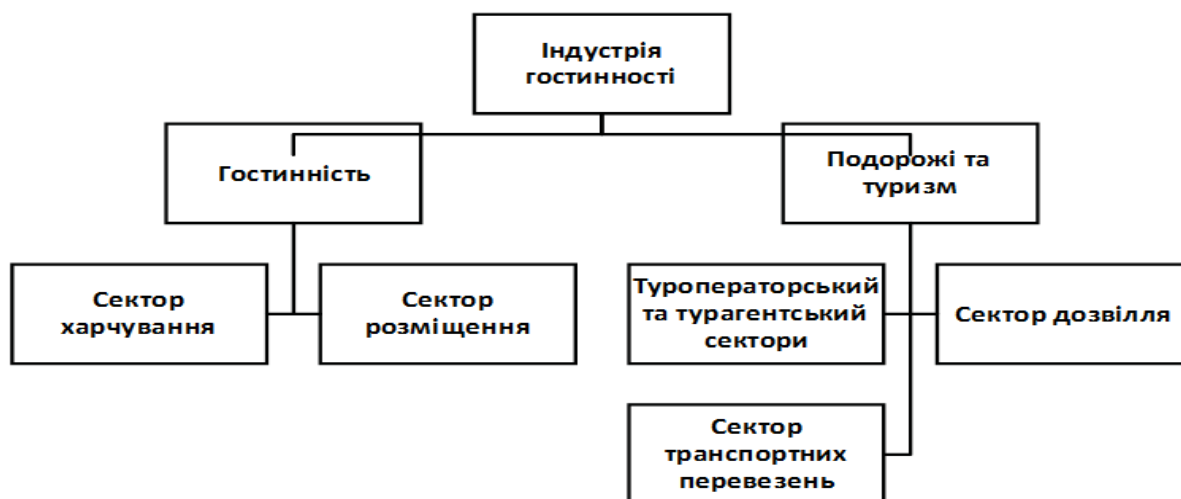 Індустрія
гостинності
Гостинність
Подорожі та
туризм
Сектор
харчування
Сектор
розміщення
Туроператорський
та турагентський
сектори
Сектор дозвілля
Сектор
транспортних
перевезень